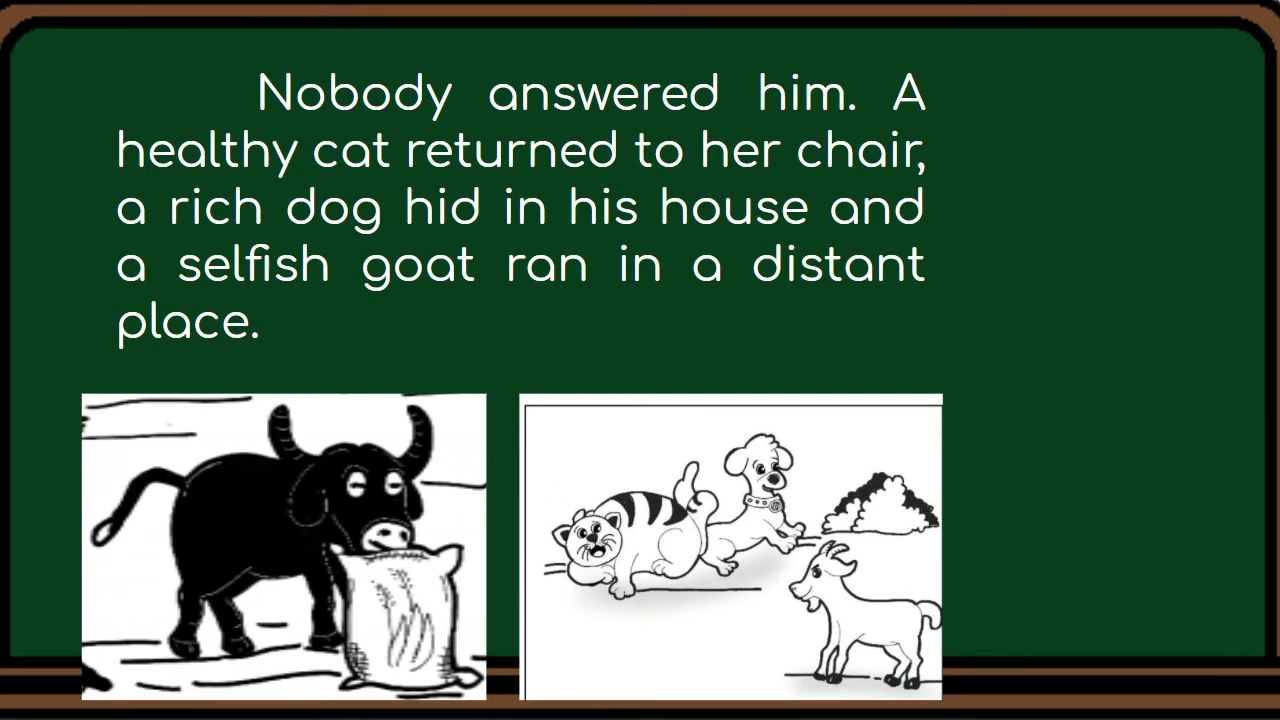 Nobody answered him. A
healthy cat returned to her chair,
a rich dog hid in his house and
a selfish goat ran in a distant
place.